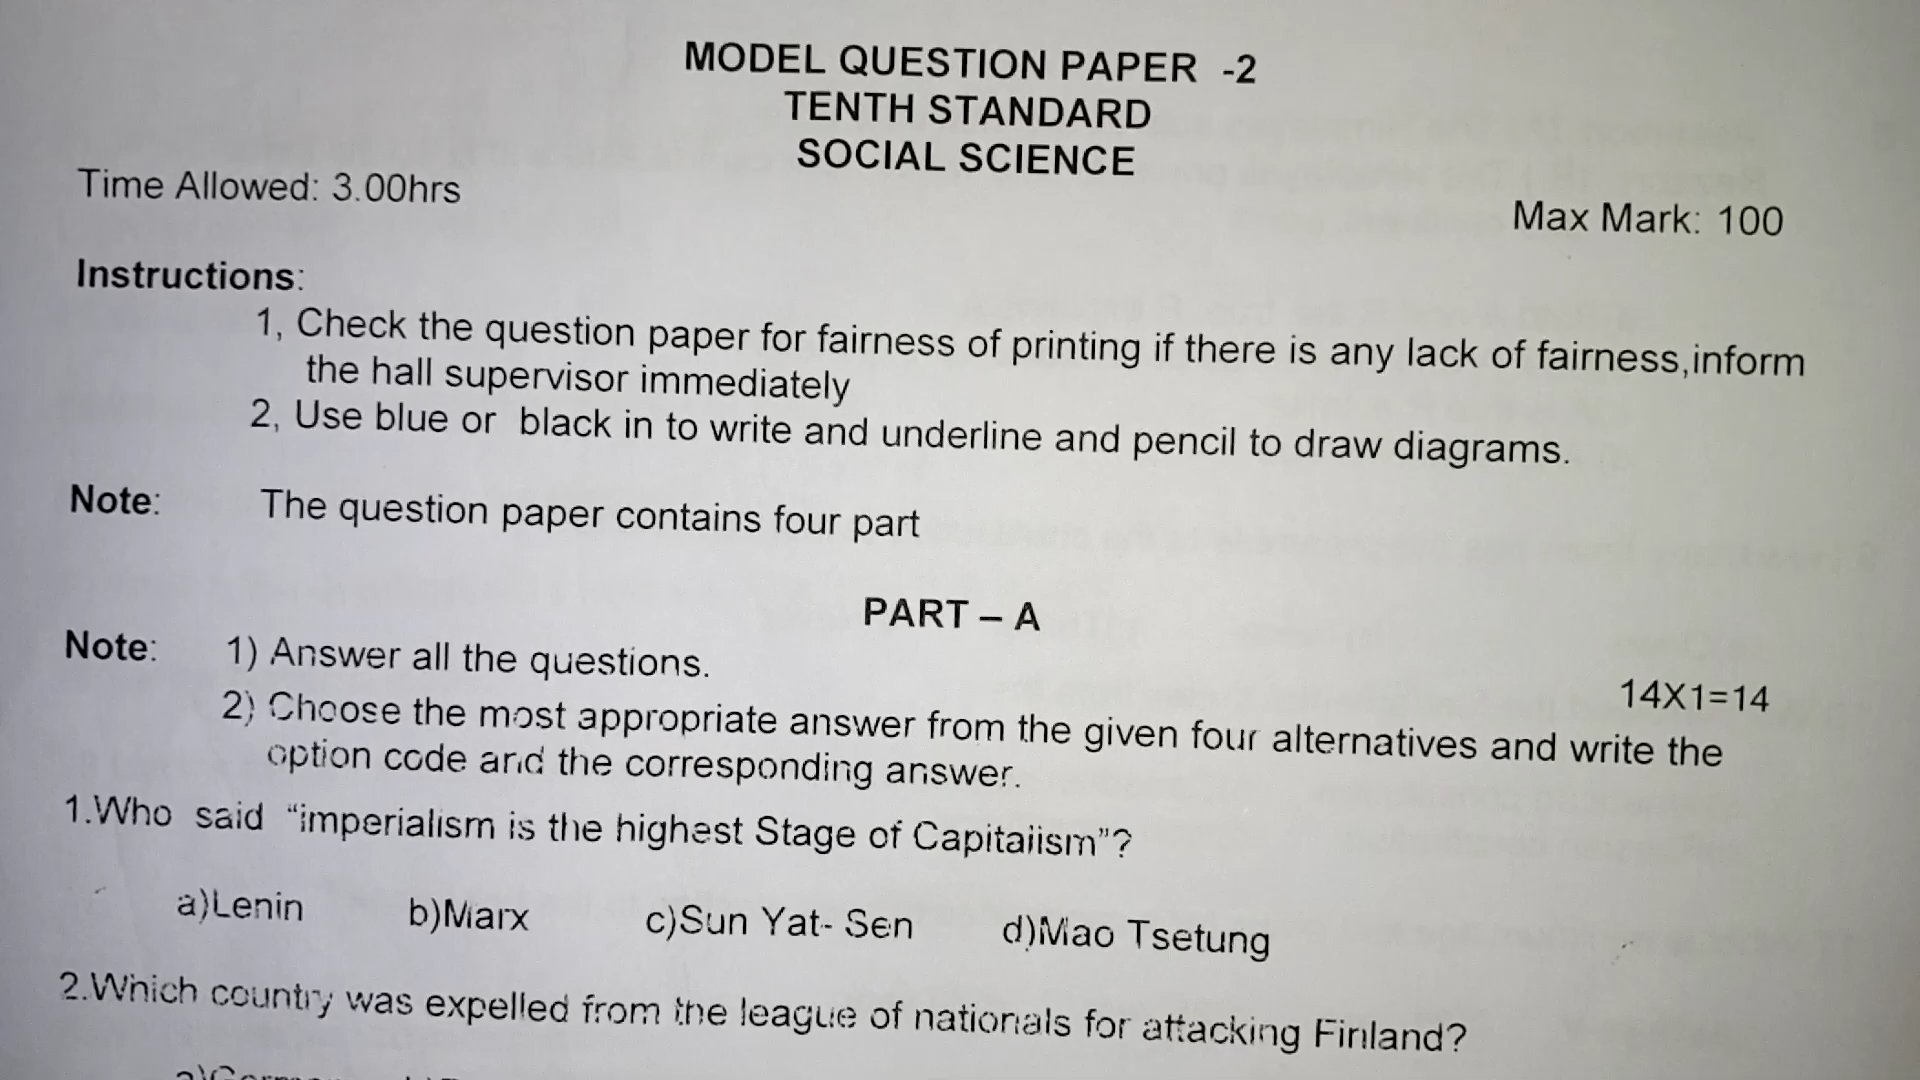 MODEL QUESTION PAPER -2
TENTH STANDARD
SOCIAL SCIENCE
Time Allowed: 3.00hrs
Max Mark: 100
Instructions:
1, Check the question paper for fairness of printing if there is any lack of fairness,inform
the hall supervisor immediately
2, Use blue or black in to write and underline and pencil to draw diagrams.
Note: The question paper contains four part
PART – A
Note: 1) Answer all the questions.
14X1=14
2) Choose the most appropriate answer from the given four alternatives and write the
option code and the corresponding answer.
1.Who said “imperialism is the highest Stage of Capitalism”?
a)Lenin b)Marx c)Sun Yat- Sen d)Mao Tsetung
2.Which country was expelled from the league of nationals for attacking Finland?